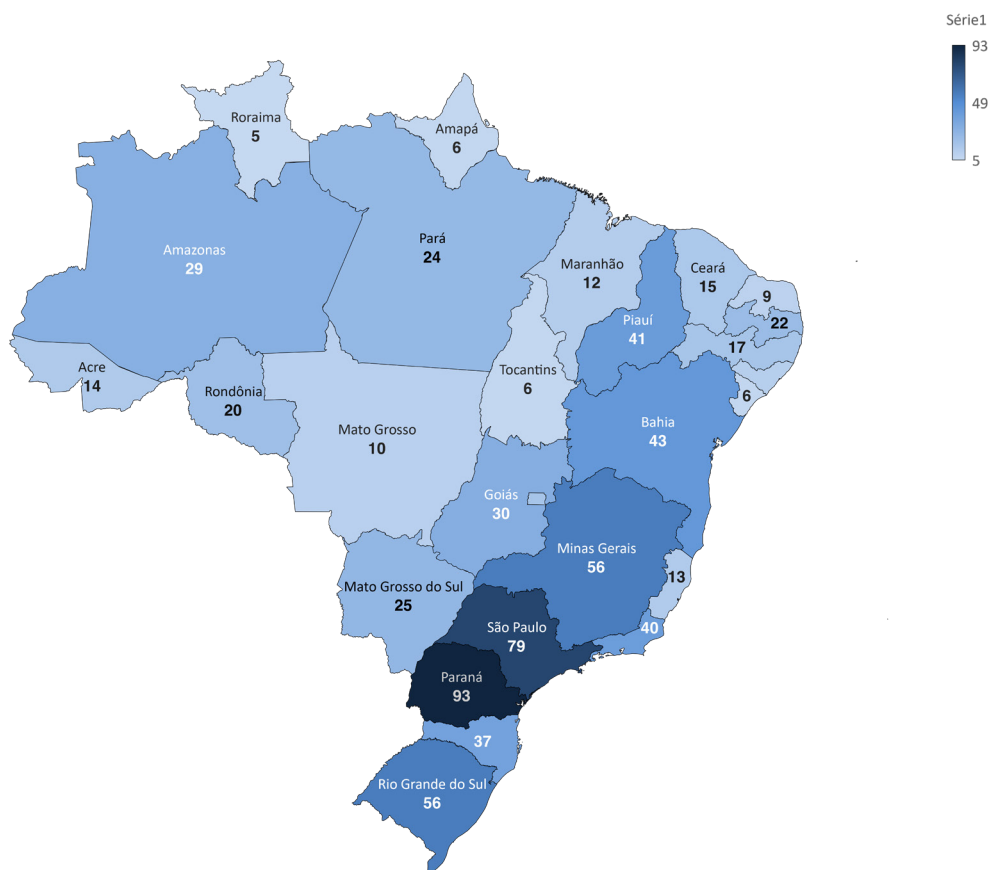 Série1
93
49
5
Roraima
5
Amapá
6
Amazonas
29
Pará
24
Maranhão
12
Ceará
15
9
22
17
Piauí
41
6
Acre
14
Rondônia
20
Tocantins
6
Mato Grosso
10
Bahia
43
Goiás
30
Minas Gerais
56
13
Mato Grosso do Sul
25
São Paulo
79
40
Paraná
93
37
Rio Grande do Sul
56